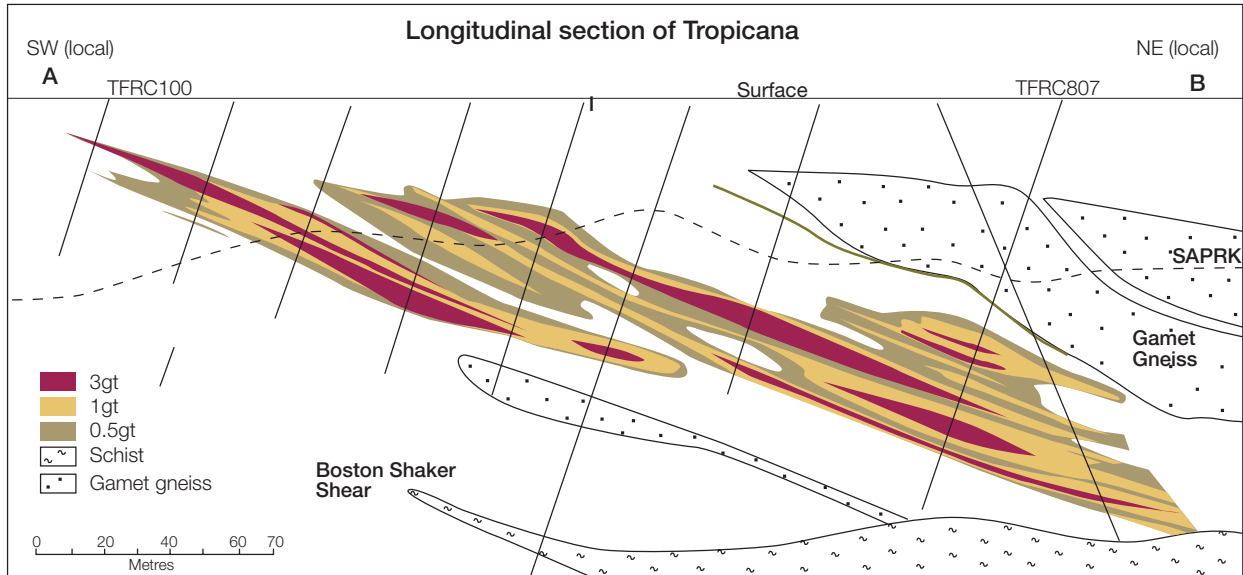 Longitudinal section of Tropicana
SW (local)
NE (local)
A
B
TFRC100
Surface
TFRC807
SAPRK
Gamet
Gneiss
3gt
1gt
0.5gt
Schist
Gamet gneiss
Boston Shaker
Shear
0 20 40 60 70
Metres